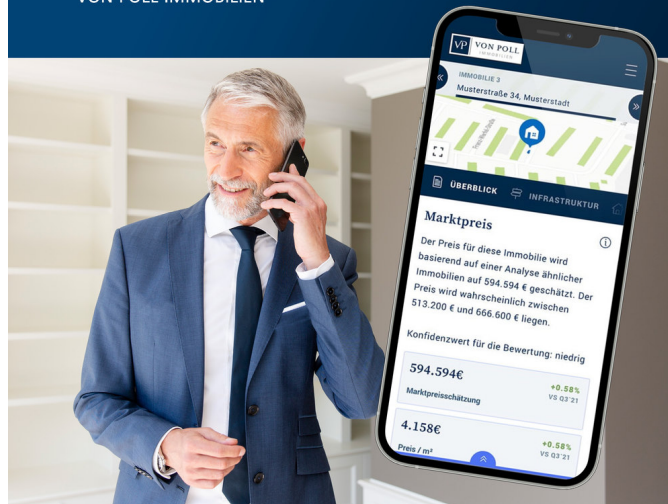 VON POLL IMMOBILIEN
VP VON POLL
IMMOBILIEN
IMMOBILIE 3
Musterstraße 34, Musterstadt
ÜBERBLICK
INFRASTRUKTUR
Marktpreis
Der Preis für diese Immobilie wird
basierend auf einer Analyse ähnlicher
Immobilien auf 594.594 € geschätzt. Der
Preis wird wahrscheinlich zwischen
513.200 € und 666.600 € liegen.
Konfidenzwert für die Bewertung: niedrig
594.594€
+0.58%
Marktpreisschätzung
VS Q3'21
4.158€
+0.58%
Preis / m²
VS Q3'21